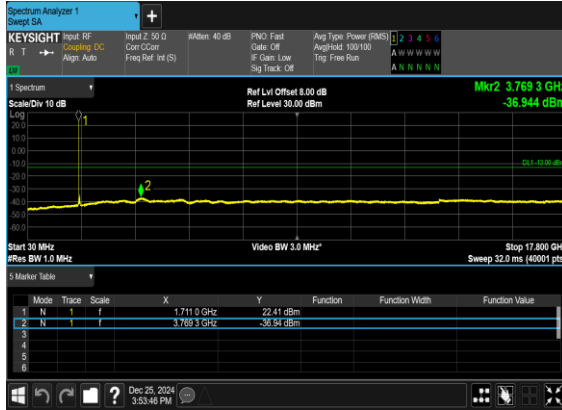 Spectrum Analyzer 1
Swept SA
+
KEYSIGHT Input: RF Input Z: 50 Ω #Atten: 40 dB PNO: Fast Avg Type: Power (RMS) 1 2 3 4 5 6
R T Coupling: DC Corr CCorr Gate: Off Avg|Hold: 100/100 A W W W W W
Align: Auto Freq Ref: Int (S) IF Gain: Low Trig: Free Run
Sig Track: Off A N N N N N
1 Spectrum Ref Lvl Offset 8.00 dB Mkr2 3.769 3 GHz
Scale/Div 10 dB Ref Level 30.00 dBm -36.944 dBm
Log
20.0
10.0
0.00
-10.0
DL1 -13.00 dBm
-20.0
-30.0
-40.0
-50.0
-60.0
1
2
Start 30 MHz Video BW 3.0 MHz* Stop 17.800 GHz
#Res BW 1.0 MHz Sweep 32.0 ms (40001 pts)
5 Marker Table
Mode Trace Scale X Y Function Function Width Function Value
1 N 1 f 1.711 0 GHz 22.41 dBm
2 N 1 f 3.769 3 GHz -36.94 dBm
3
4
5
6
? Dec 25, 2024
3:53:46 PM